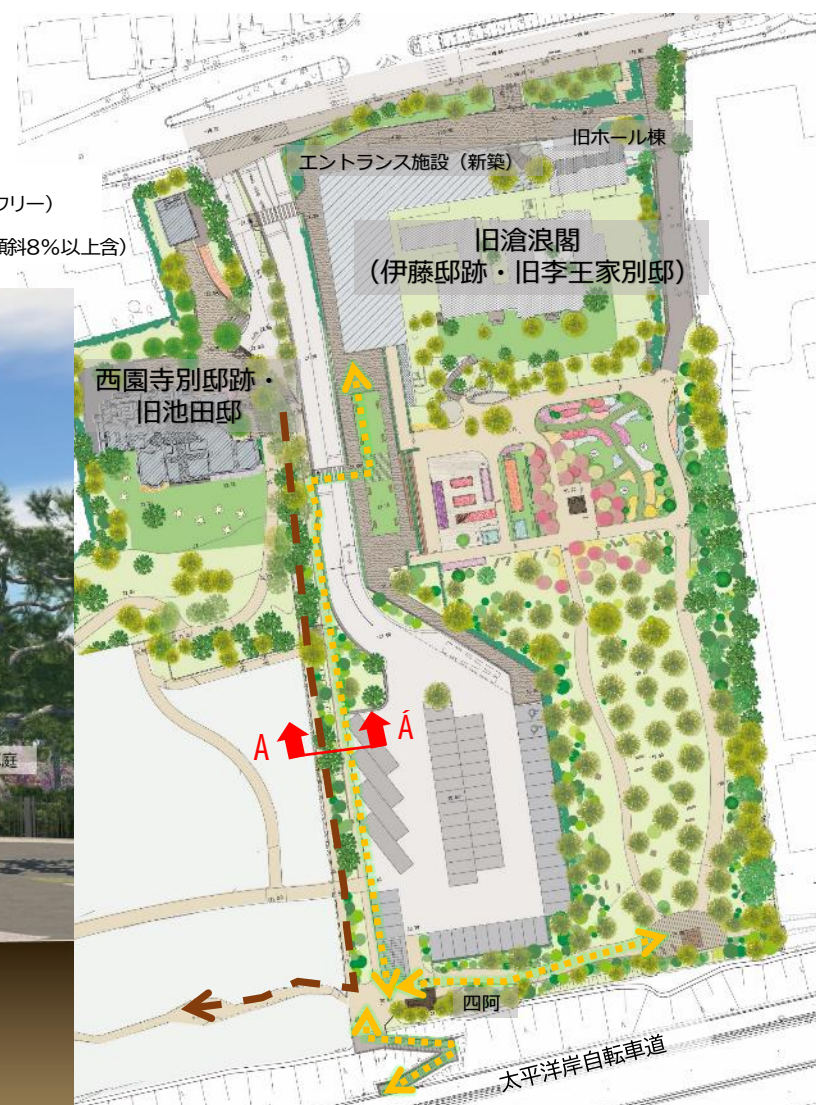 旧ホール棟
エントランス施設（新築）
フリー）
傾斜8%以上含）
旧滄浪閣
（伊藤邸跡・旧李王家別邸）
西園寺別邸跡・
旧池田邸
A
Á
庭
四阿
太平洋岸自転車道